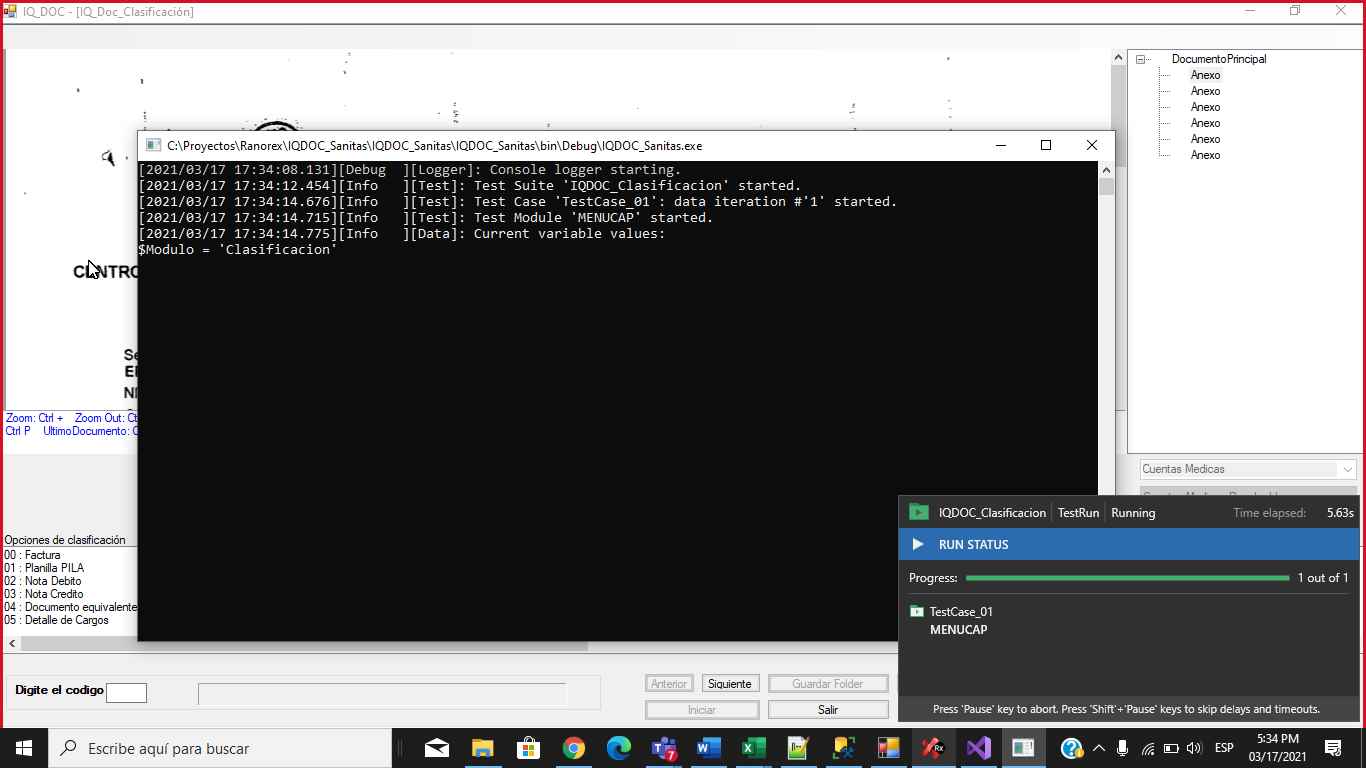 IQ_DOC - [IQ_Doc_Clasificación]
DocumentoPrincipal
Anexo
Anexo
Anexo
Anexo
Anexo
Anexo
C:\Proyectos\Ranorex\IQDOC_Sanitas\IQDOC_Sanitas\IQDOC_Sanitas\bin\Debug\IQDOC_Sanitas.exe
[2021/03/17 17:34:08.131][Debug  ][Logger]: Console logger starting.
[2021/03/17 17:34:12.454][Info   ][Test]: Test Suite 'IQDOC_Clasificacion' started.
[2021/03/17 17:34:14.676][Info   ][Test]: Test Case 'TestCase_01': data iteration #'1' started.
[2021/03/17 17:34:14.715][Info   ][Test]: Test Module 'MENUCAP' started.
[2021/03/17 17:34:14.775][Info   ][Data]: Current variable values:
$Modulo = 'Clasificacion'
CENTRO
Se
NI
Zoom: Ctrl +    Zoom Out: Ct
Ctrl P    UltimoDocumento: C
Cuentas Medicas
IQDOC_Clasificacion TestRun Running Time elapsed: 5.63s
RUN STATUS
Progress: 1 out of 1
TestCase_01
MENUCAP
Press 'Pause' key to abort. Press 'Shift'+'Pause' keys to skip delays and timeouts.
Opciones de clasificación
00 : Factura
01 : Planilla PILA
02 : Nota Debito
03 : Nota Credito
04 : Documento equivalente
05 : Detalle de Cargos
Digite el codigo
Anterior Siguiente Guardar Folder
Iniciar Salir
Escribe aquí para buscar
7
Rx
ESP
5:34 PM
03/17/2021